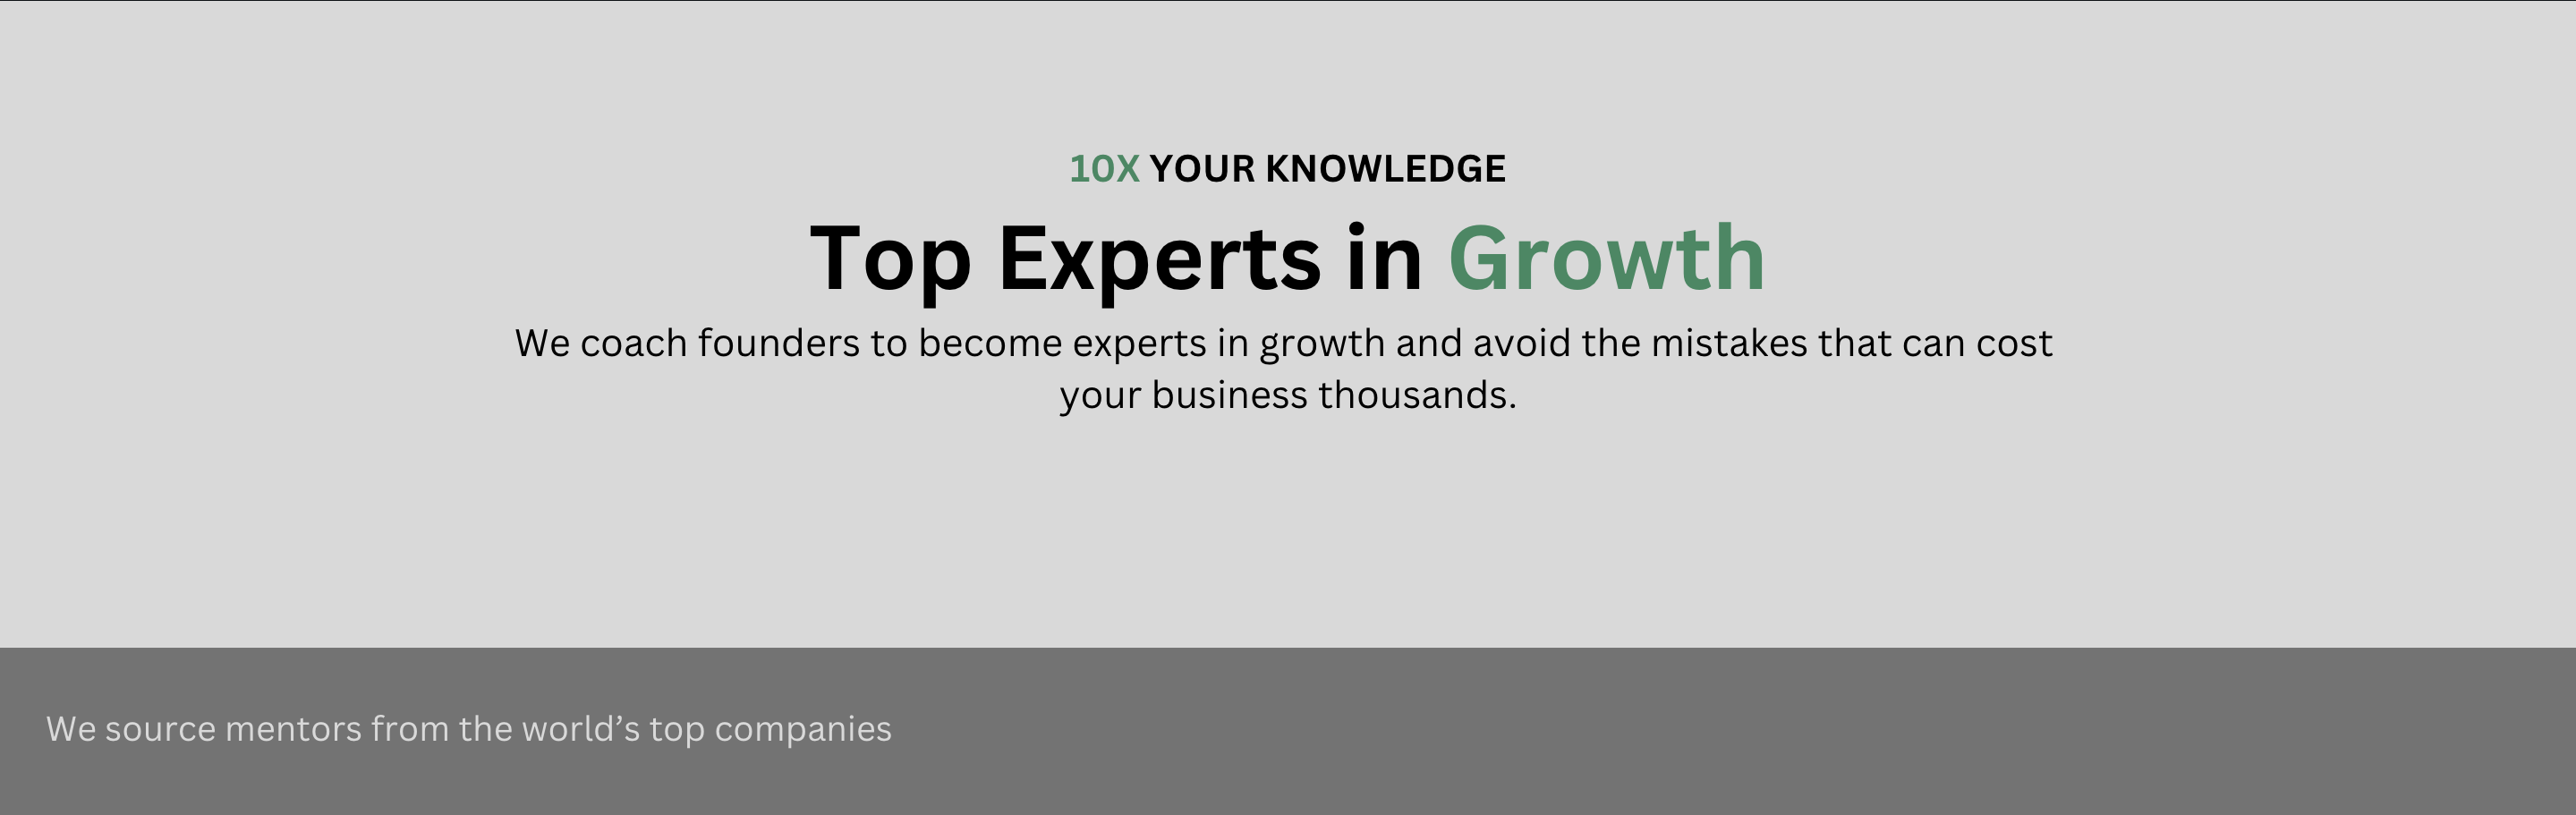 10X YOUR KNOWLEDGE
Top Experts in Growth
We coach founders to become experts in growth and avoid the mistakes that can cost
your business thousands.
We source mentors from the world’s top companies